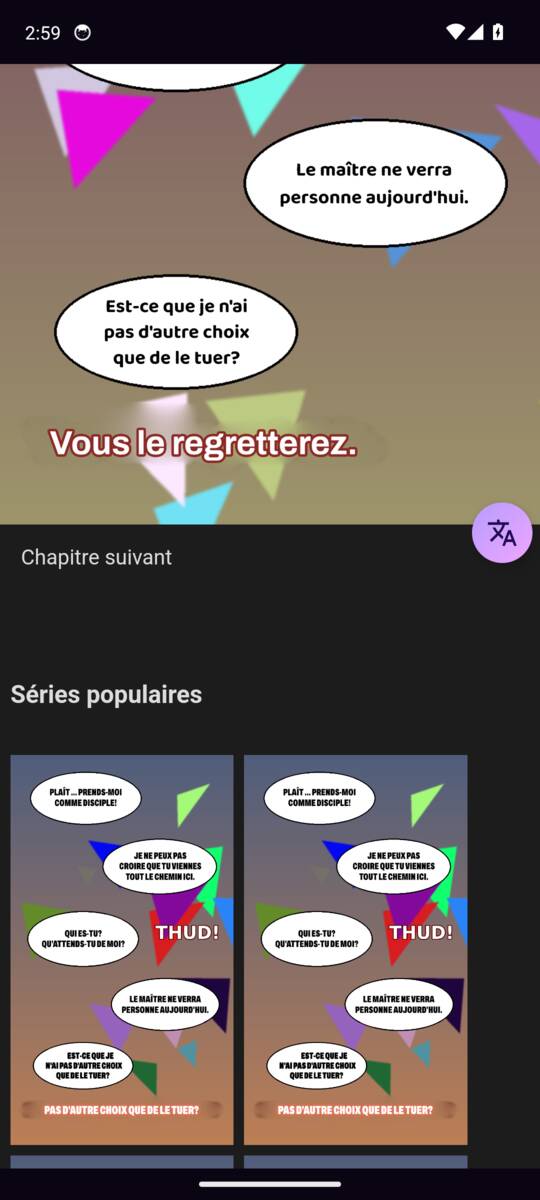 2:59
Le maître ne verra
personne aujourd'hui.
Est-ce que je n'ai
pas d'autre choix
que de le tuer?
Vous le regretterez.
Chapitre suivant
Séries populaires
PLAÎT... PRENDS-MOI
COMME DISCIPLE!
JE NE PEUX PAS
CROIRE QUE TU VIENNES
TOUT LE CHEMIN ICI.
QUI ES-TU?
QU'ATTENDS-TU DE MOI?
THUD!
LE MAÎTRE NE VERRA
PERSONNE AUJOURD'HUI.
EST-CE QUE JE
N'AI PAS D'AUTRE CHOIX
QUE DE LE TUER?
PAS D'AUTRE CHOIX QUE DE LE TUER?
PLAÎT... PRENDS-MOI
COMME DISCIPLE!
JE NE PEUX PAS
CROIRE QUE TU VIENNES
TOUT LE CHEMIN ICI.
QUI ES-TU?
QU'ATTENDS-TU DE MOI?
THUD!
LE MAÎTRE NE VERRA
PERSONNE AUJOURD'HUI.
EST-CE QUE JE
N'AI PAS D'AUTRE CHOIX
QUE DE LE TUER?
PAS D'AUTRE CHOIX QUE DE LE TUER?